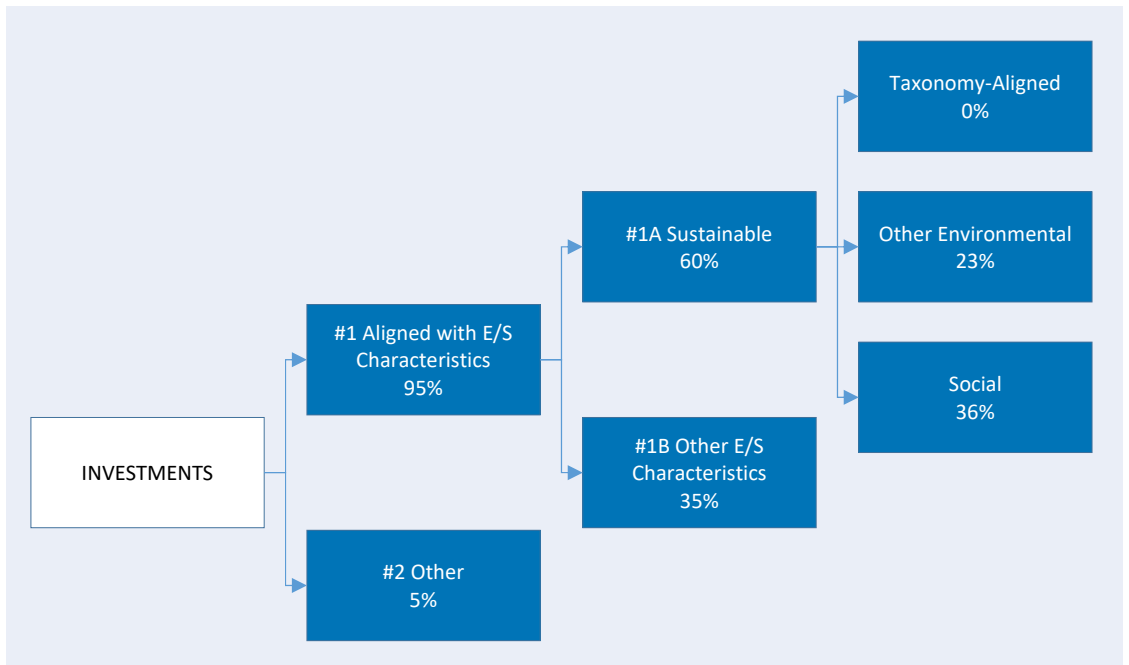 INVESTMENTS
#1 Aligned with E/S
Characteristics
95%
#2 Other
5%
#1A Sustainable
60%
#1B Other E/S
Characteristics
35%
Taxonomy-Aligned
0%
Other Environmental
23%
Social
36%